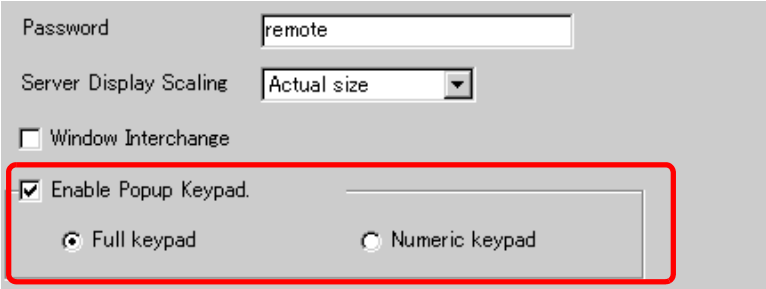 Password remote
Server Display Scaling Actual size
Window Interchange
Enable Popup Keypad.
Full keypad Numeric keypad